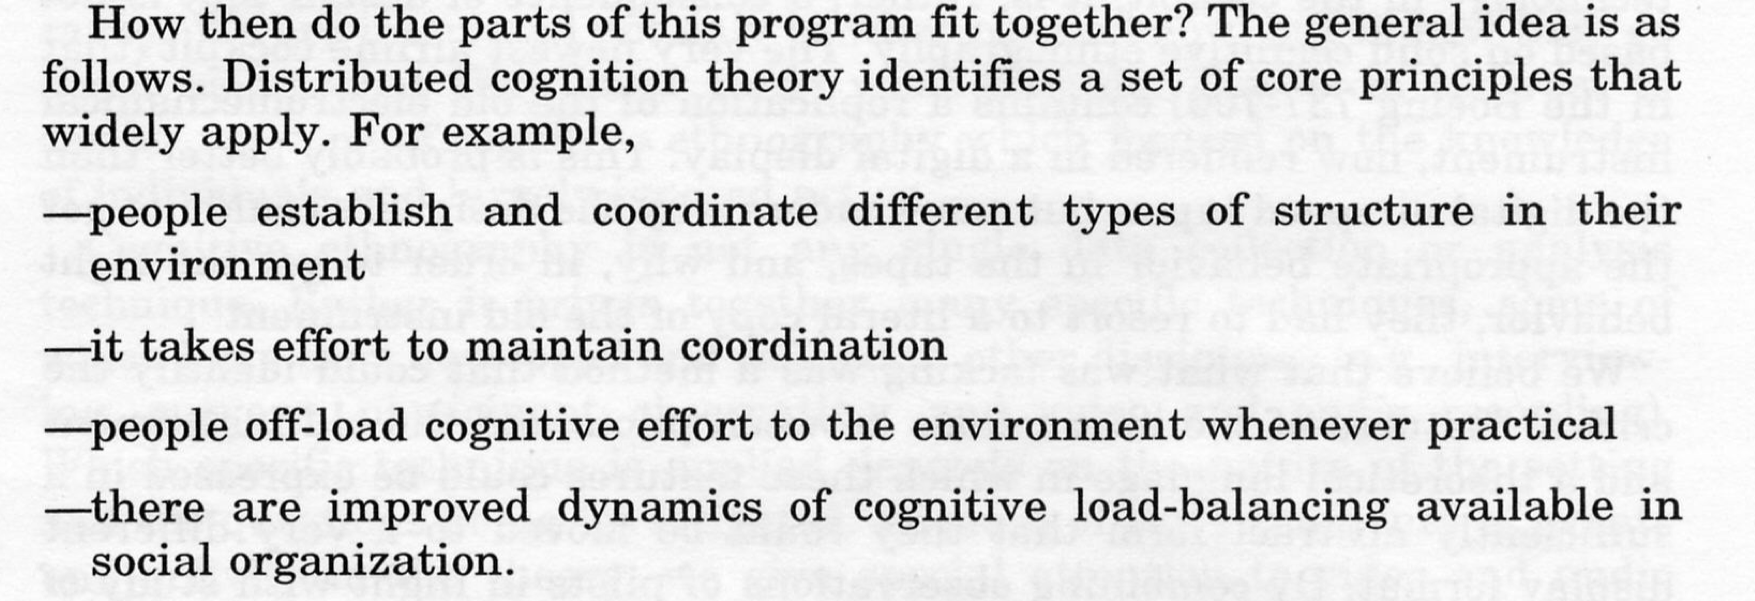 How then do the parts of this program fit together? The general idea is as
follows. Distributed cognition theory identifies a set of core principles that
widely apply. For example,
—people establish and coordinate different types of structure in their
environment
—it takes effort to maintain coordination
—people off-load cognitive effort to the environment whenever practical
—there are improved dynamics of cognitive load-balancing available in
social organization.